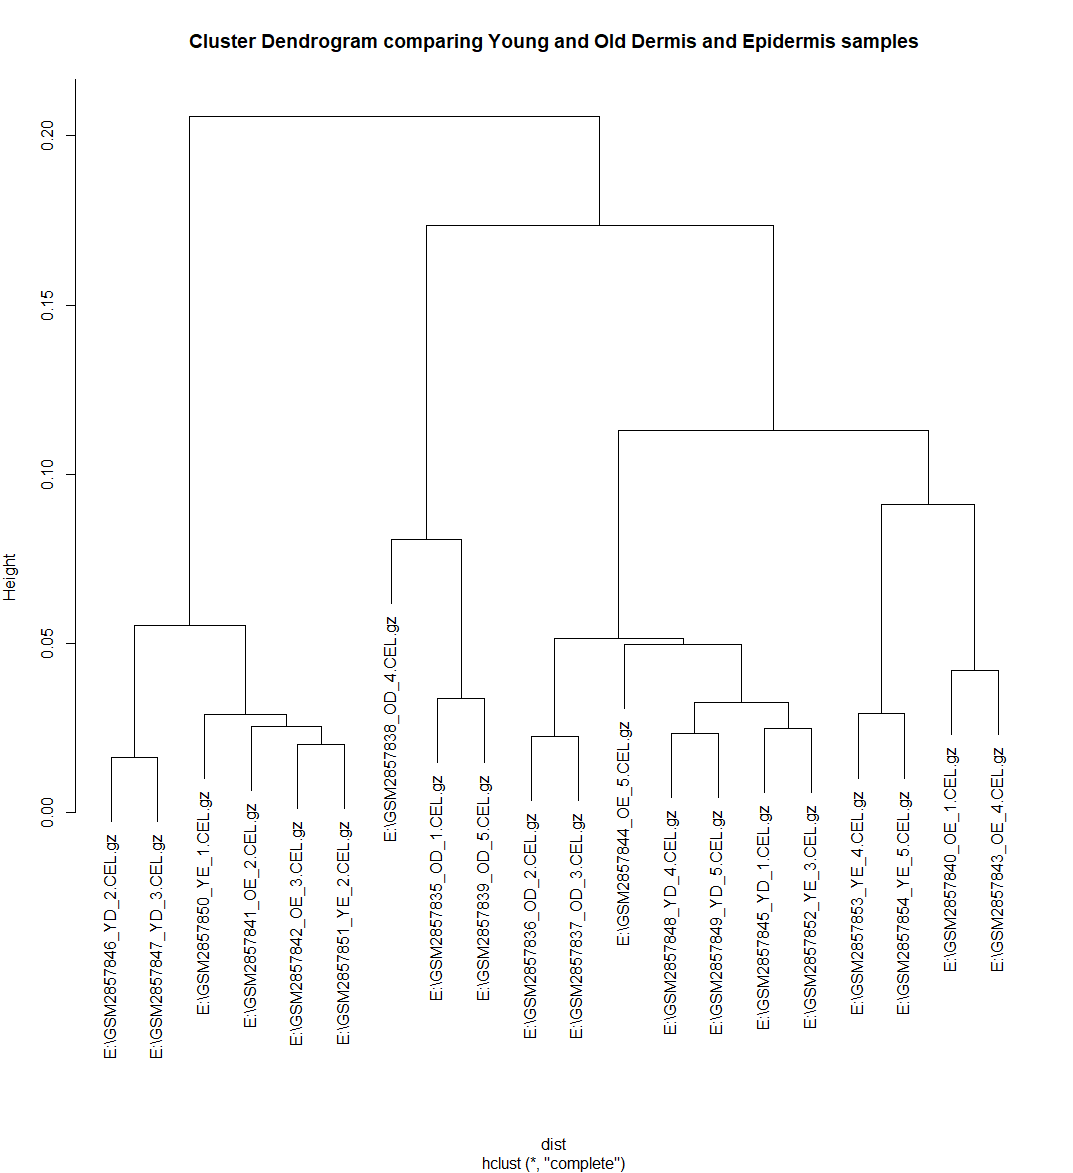 Cluster Dendrogram comparing Young and Old Dermis and Epidermis samples
Height
0.20
0.15
0.10
0.05
0.00
E:\GSM2857846_YD_2.CEL.gz
E:\GSM2857847_YD_3.CEL.gz
E:\GSM2857850_YE_1.CEL.gz
E:\GSM2857841_OE_2.CEL.gz
E:\GSM2857842_OE_3.CEL.gz
E:\GSM2857851_YE_2.CEL.gz
E:\GSM2857838_OD_4.CEL.gz
E:\GSM2857835_OD_1.CEL.gz
E:\GSM2857839_OD_5.CEL.gz
E:\GSM2857836_OD_2.CEL.gz
E:\GSM2857837_OD_3.CEL.gz
E:\GSM2857844_OE_5.CEL.gz
E:\GSM2857848_YD_4.CEL.gz
E:\GSM2857849_YD_5.CEL.gz
E:\GSM2857845_YD_1.CEL.gz
E:\GSM2857852_YE_3.CEL.gz
E:\GSM2857853_YE_4.CEL.gz
E:\GSM2857854_YE_5.CEL.gz
E:\GSM2857840_OE_1.CEL.gz
E:\GSM2857843_OE_4.CEL.gz
dist
hclust (*, "complete")